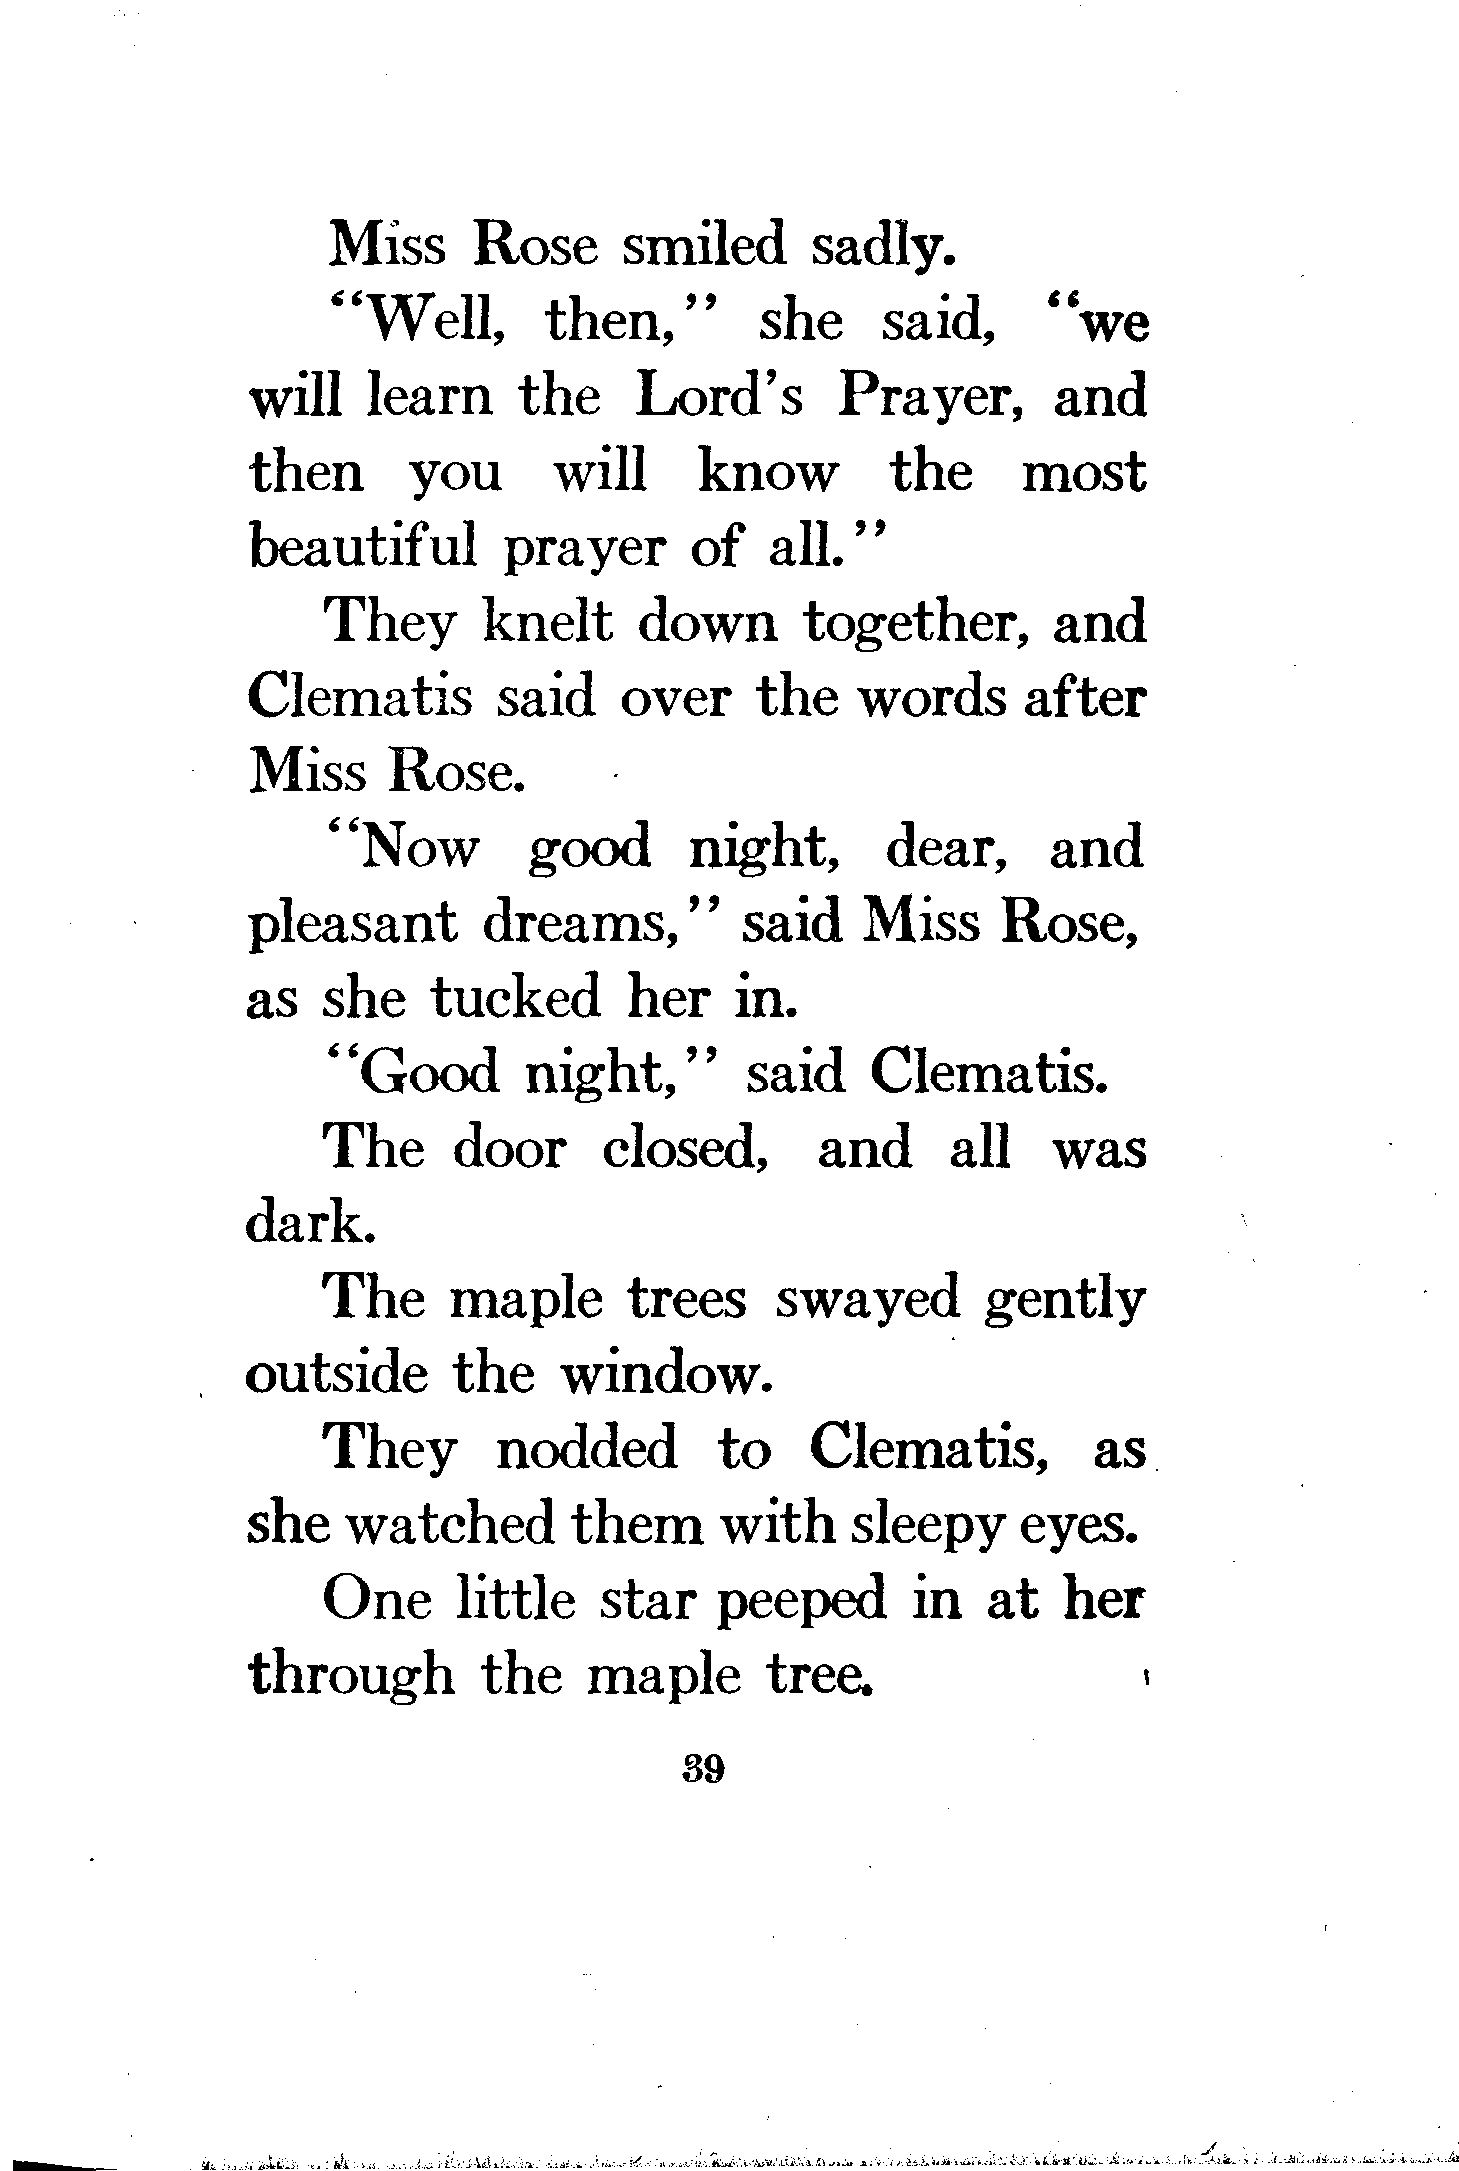 Miss Rose smiled sadly.
"Well, then," she said, "we
will learn the Lord's Prayer, and
then you will know the most
beautiful prayer of all."
They knelt down together, and
Clematis said over the words after
Miss Rose.
"Now good night, dear, and
pleasant dreams," said Miss Rose,
as she tucked her in.
"Good night," said Clematis.
The door closed, and all was
dark.
The maple trees swayed gently
outside the window.
They nodded to Clematis, as
she watched them with sleepy eyes.
One little star peeped in at her
through the maple tree.
39